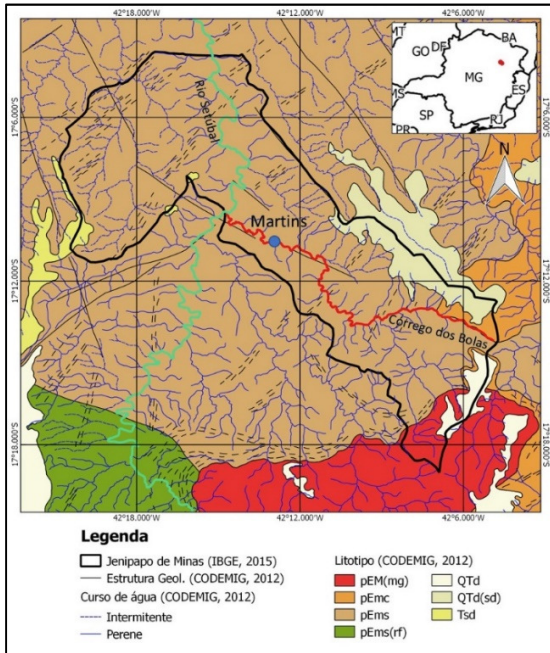 42°18.000'W 42°12.000'W 42°6.000'W
MT
BA
GO
DF
MG
MS
ES
SP
RJ
PR
17°6.000'S 17°6.000'S
Rio Setúbal
N
Martins
17°12.000'S 17°12.000'S
Córrego dos Bolas
17°18.000'S 17°18.000'S
42°18.000'W 42°12.000'W 42°6.000'W
Legenda
Jenipapo de Minas (IBGE, 2015)
Estrutura Geol. (CODEMIG, 2012)
Curso de água (CODEMIG, 2012)
Intermitente
Perene
Litotipo (CODEMIG, 2012)
pEM(mg)
pEmc
pEms
pEms(rf)
QTd
QTd(sd)
Tsd